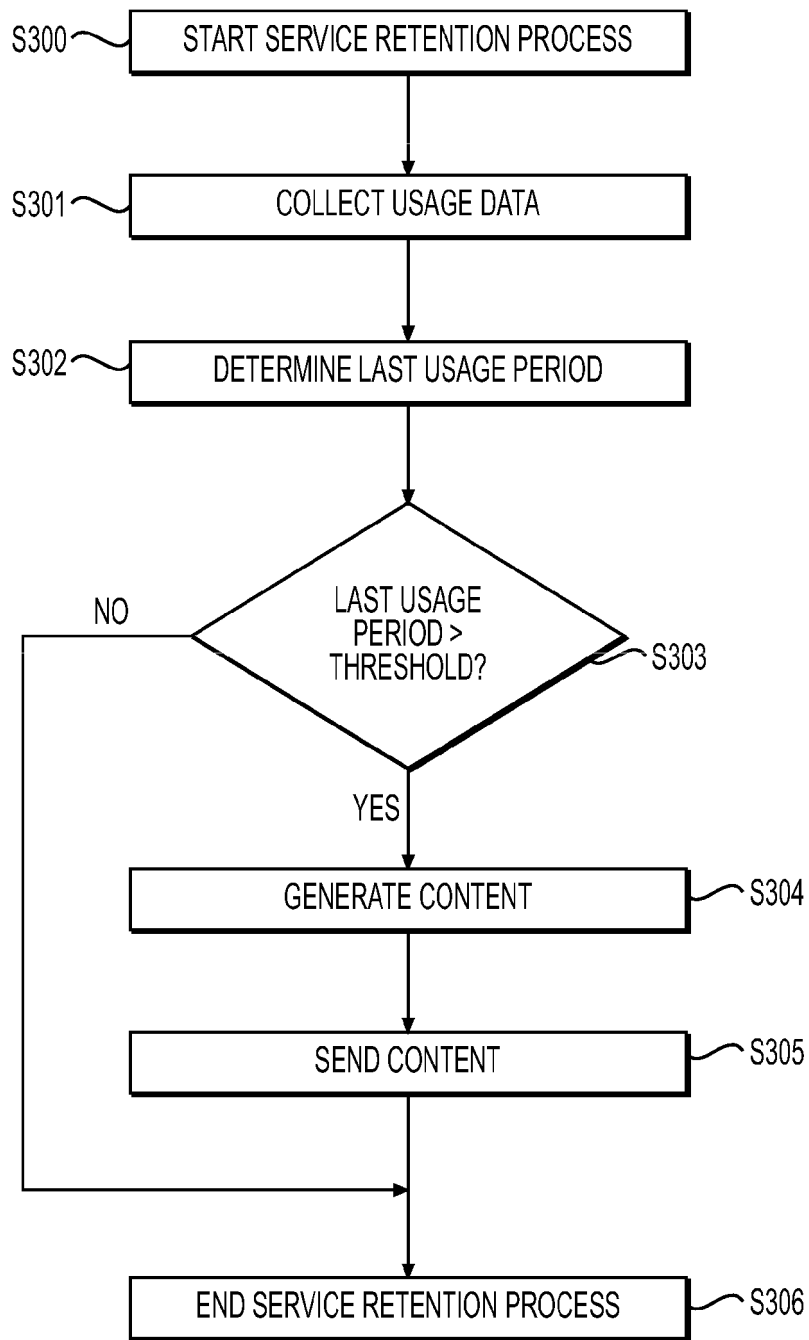 S300
START SERVICE RETENTION PROCESS
S301
COLLECT USAGE DATA
S302
DETERMINE LAST USAGE PERIOD
NO
LAST USAGE
PERIOD >
THRESHOLD?
S303
YES
GENERATE CONTENT
S304
SEND CONTENT
S305
END SERVICE RETENTION PROCESS
S306